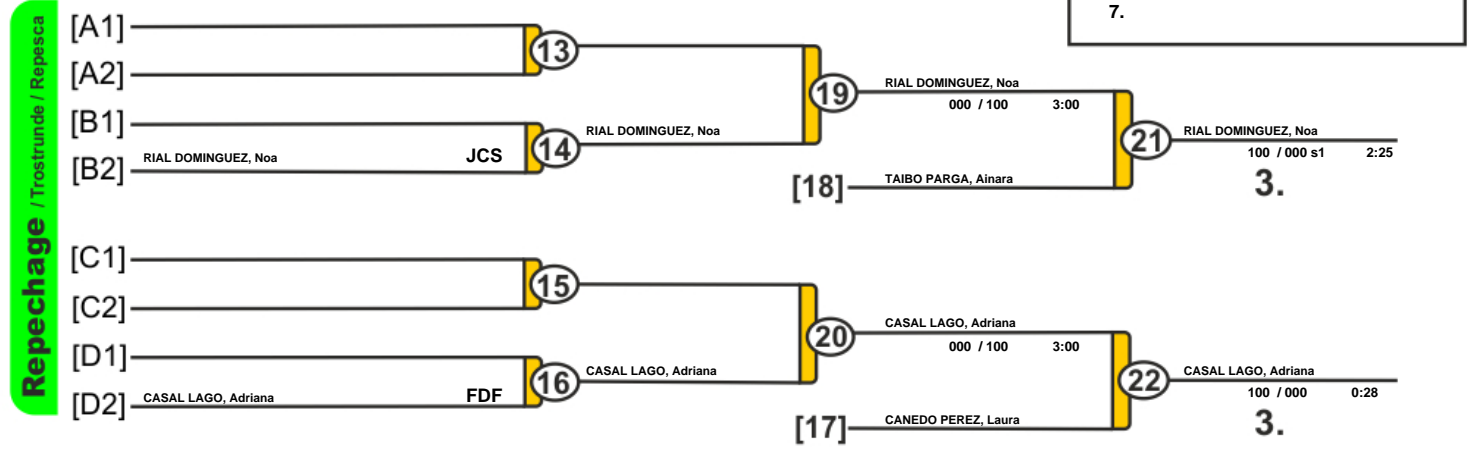 7.
Repechage / Trostrunde / Repesca
[A1]
13
[A2]
19
RIAL DOMINGUEZ, Noa
000 / 100 3:00
[B1]
14
RIAL DOMINGUEZ, Noa
21
RIAL DOMINGUEZ, Noa
100 / 000 s1 2:25
3.
[B2]
RIAL DOMINGUEZ, Noa JCS
[18]
TAIBO PARGA, Ainara
[C1]
15
[C2]
20
CASAL LAGO, Adriana
000 / 100 3:00
[D1]
16
CASAL LAGO, Adriana
22
CASAL LAGO, Adriana
100 / 000 0:28
3.
[D2]
CASAL LAGO, Adriana FDF
[17]
CANEDO PEREZ, Laura